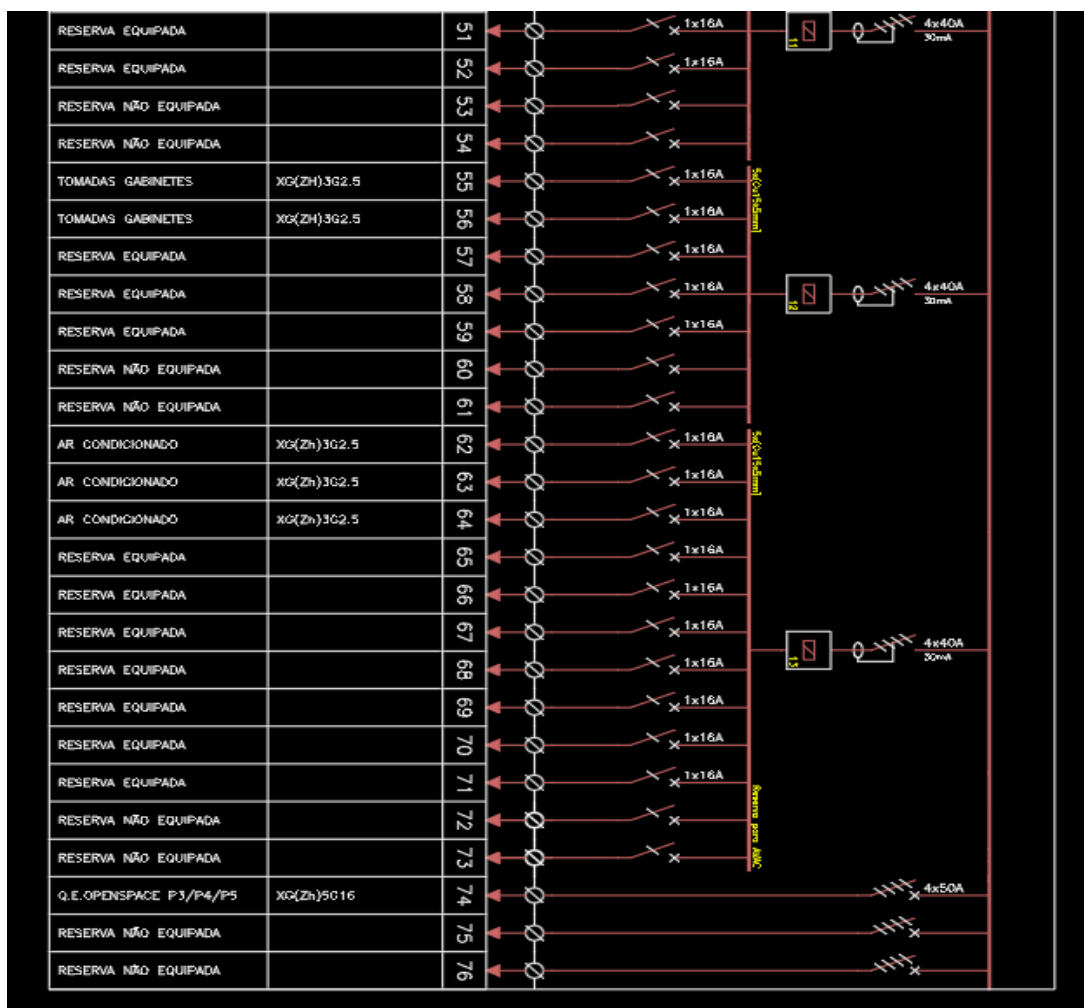 RESERVA EQUIPADA 51 1x16A 11 4x40A
30mA
RESERVA EQUIPADA 52 1x16A
RESERVA NÃO EQUIPADA 53
RESERVA NÃO EQUIPADA 54
TOMADAS GABINETES XG(ZH)3G2.5 55 1x16A 5x[Cu15x5mm]
TOMADAS GABINETES XG(ZH)3G2.5 56 1x16A
RESERVA EQUIPADA 57 1x16A
RESERVA EQUIPADA 58 1x16A 12 4x40A
30mA
RESERVA EQUIPADA 59 1x16A
RESERVA NÃO EQUIPADA 60
RESERVA NÃO EQUIPADA 61
AR CONDICIONADO XG(Zh)3G2.5 62 1x16A 5x[Cu15x5mm]
AR CONDICIONADO XG(Zh)3G2.5 63 1x16A
AR CONDICIONADO XG(Zh)3G2.5 64 1x16A
RESERVA EQUIPADA 65 1x16A
RESERVA EQUIPADA 66 1x16A
RESERVA EQUIPADA 67 1x16A 13 4x40A
30mA
RESERVA EQUIPADA 68 1x16A
RESERVA EQUIPADA 69 1x16A
RESERVA EQUIPADA 70 1x16A
RESERVA EQUIPADA 71 1x16A
RESERVA NÃO EQUIPADA 72 Reserva para AVAC
RESERVA NÃO EQUIPADA 73
Q.E.OPENSPACE P3/P4/P5 XG(Zh)5G16 74 4x50A
RESERVA NÃO EQUIPADA 75
RESERVA NÃO EQUIPADA 76